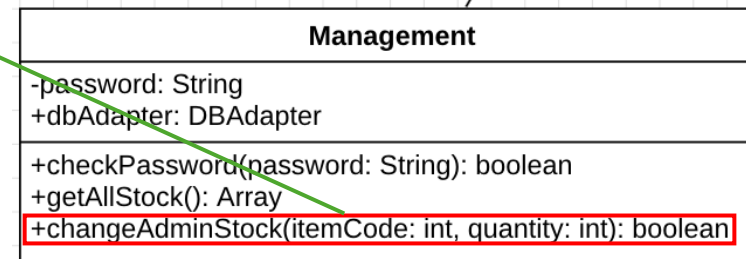 Management
-password: String
+dbAdapter: DBAdapter
+checkPassword(password: String): boolean
+getAllStock(): Array
+changeAdminStock(itemCode: int, quantity: int): boolean